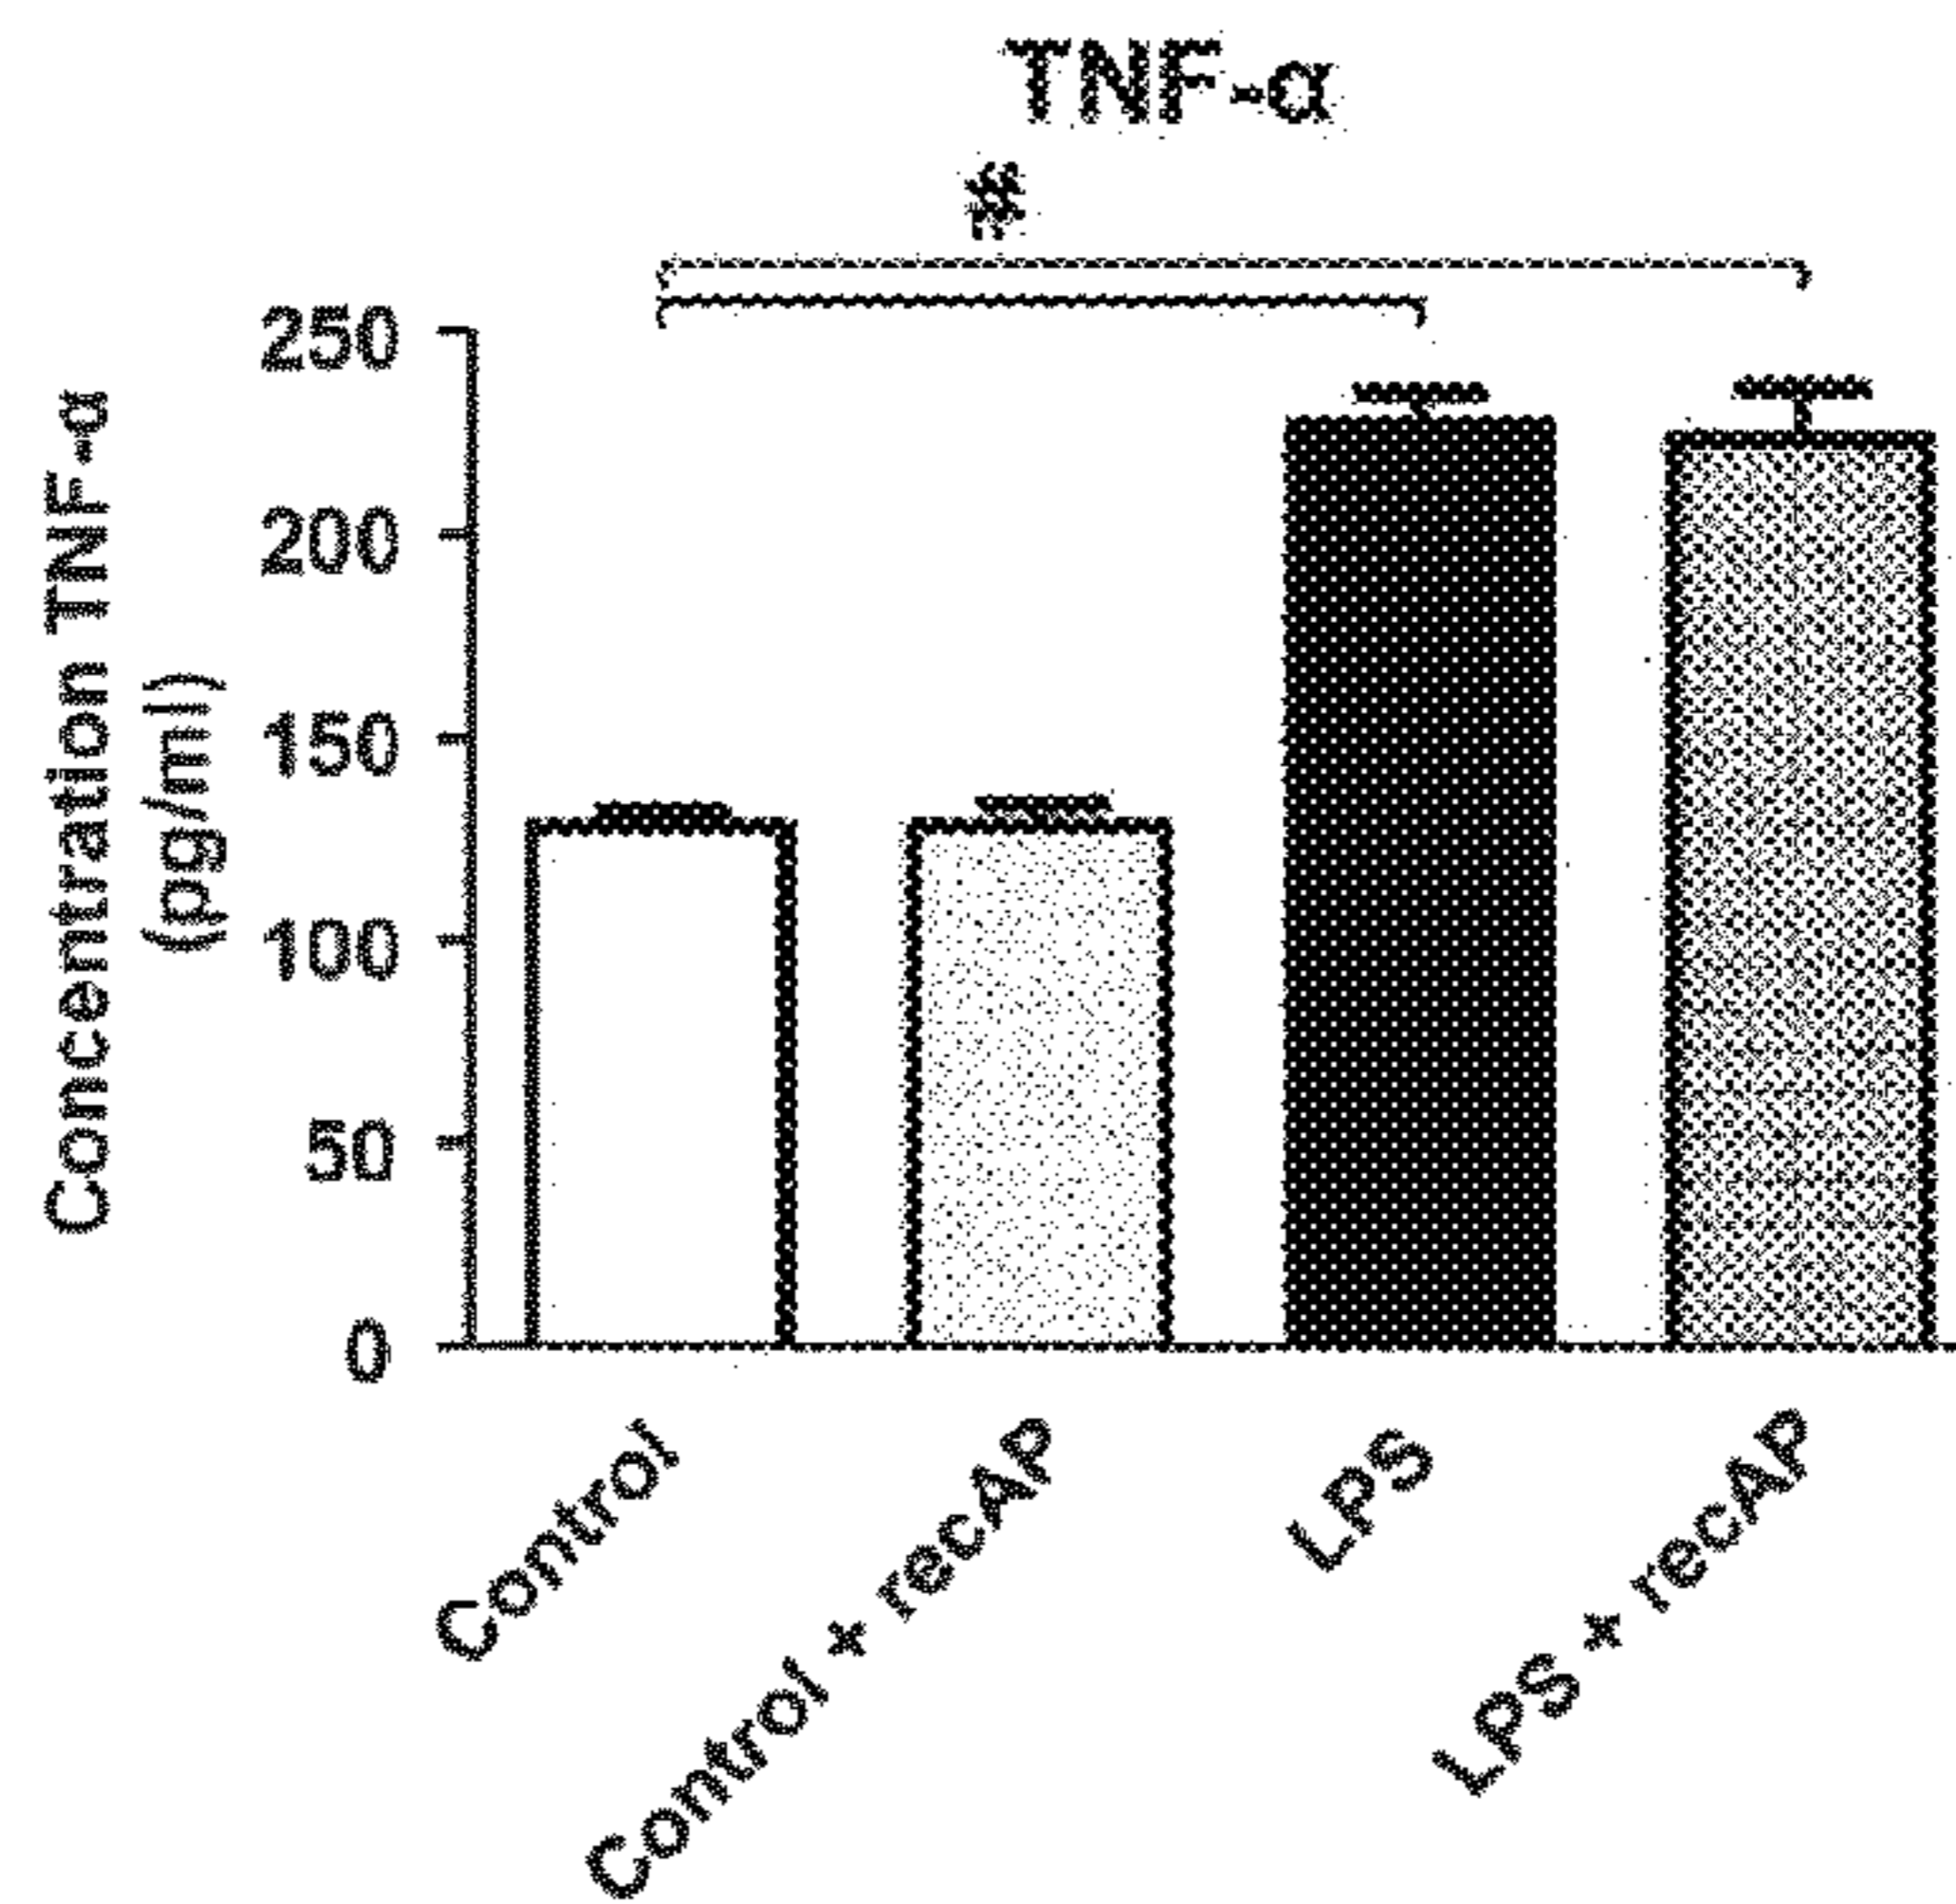 TNF-α
#
Concentration TNF-α
(pg/ml)
250
200
150
100
50
0
Control
Control + recAP
LPS
LPS + recAP